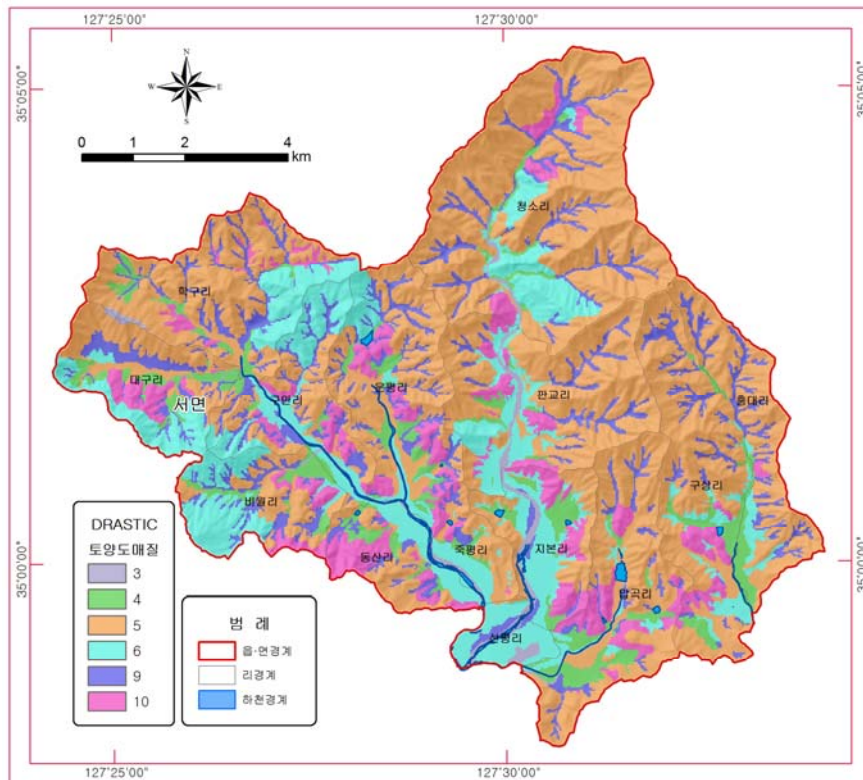 127°25'00"
127°30'00"
35°05'00"
35°05'00"
N
W
E
S
0 1 2 4
km
청소리
학구리
대구리
서면
구만리
운평리
판교리
흥대리
비월리
구상리
동산리
죽평리
지본리
압곡리
선평리
35°00'00"
35°00'00"
DRASTIC
토양도매질
3
4
5
6
9
10
범 례
읍·면경계
리경계
하천경계
127°25'00"
127°30'00"